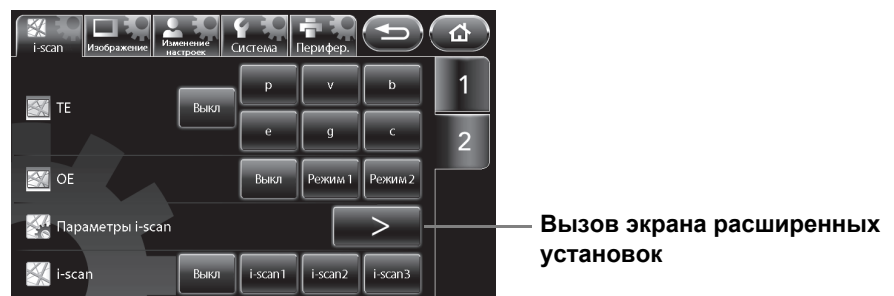 i-scan
Изображение
Изменение
настроек
Система
Перифер.
p v b
1
TE
Выкл
e g c
2
OE
Выкл Режим 1 Режим 2
Параметры i-scan
>
Вызов экрана расширенных
установок
i-scan
Выкл i-scan1 i-scan2 i-scan3